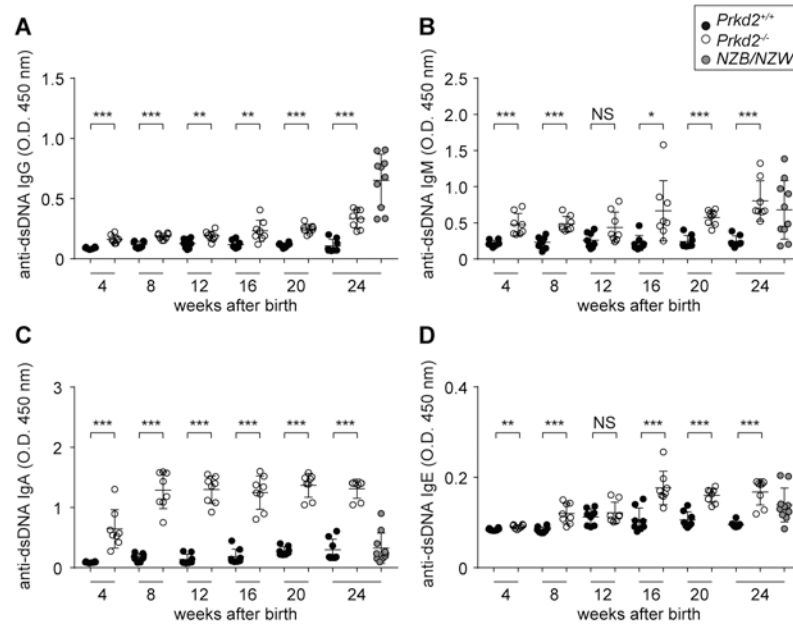 Prkd2+/+
Prkd2-/-
NZB/NZW
A
anti-dsDNA IgG (O.D. 450 nm)
1.5
1.0
0.5
0
*** *** ** ** *** ***
4 8 12 16 20 24
weeks after birth
B
anti-dsDNA IgM (O.D. 450 nm)
2.5
2.0
1.5
1.0
0.5
0
*** *** NS * *** ***
4 8 12 16 20 24
weeks after birth
C
anti-dsDNA IgA (O.D. 450 nm)
3
2
1
0
*** *** *** *** *** ***
4 8 12 16 20 24
weeks after birth
D
anti-dsDNA IgE (O.D. 450 nm)
0.4
0.2
0
** *** NS *** *** ***
4 8 12 16 20 24
weeks after birth